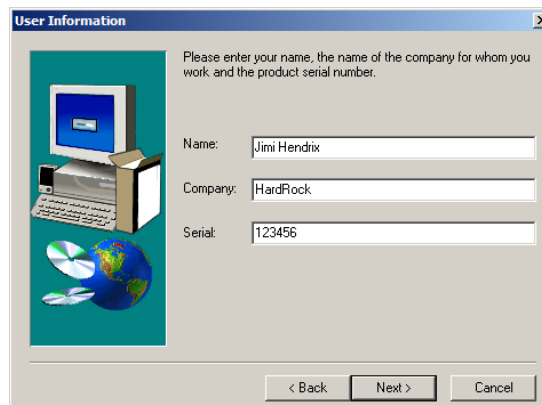 User Information
Please enter your name, the name of the company for whom you
work and the product serial number.
Name: Jimi Hendrix
Company: HardRock
Serial: 123456
< Back Next > Cancel